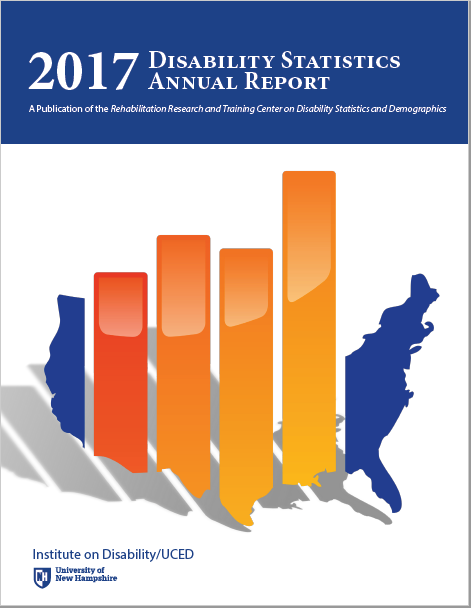 2017 DISABILITY STATISTICS
ANNUAL REPORT
A Publication of the Rehabilitation Research and Training Center on Disability Statistics and Demographics
Institute on Disability/UCED
NH
University of
New Hampshire